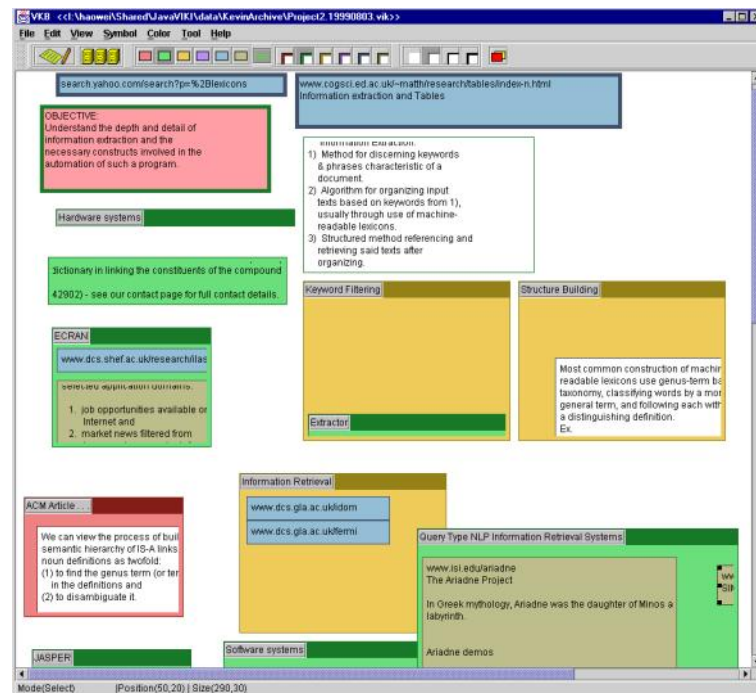 VKB <<I:\haowei\Shared\JavaVIKI\data\KevinArchive\Project2.19990803.vik>>
File Edit View Symbol Color Tool Help
search.yahoo.com/search?p=%2Blexicons
www.cogsci.ed.ac.uk/~matth/research/tables/index-n.html
Information extraction and Tables
OBJECTIVE:
Understand the depth and detail of
information extraction and the
necessary constructs involved in the
automation of such a program.
Information Extraction:
1) Method for discerning keywords
& phrases characteristic of a
document.
2) Algorithm for organizing input
texts based on keywords from 1),
usually through use of machine-
readable lexicons.
3) Structured method referencing and
retrieving said texts after
organizing.
Hardware systems
dictionary in linking the constituents of the compound
42902) - see our contact page for full contact details.
Keyword Filtering
Extractor
Structure Building
Most common construction of machin
readable lexicons use genus-term ba
taxonomy, classifying words by a mor
general term, and following each with
a distinguishing definition.
Ex.
ECRAN
www.dcs.shef.ac.uk/research/ilas
selected application domains:
1. job opportunities available on
Internet and
2. market news filtered from
Information Retrieval
www.dcs.gla.ac.uk/idom
www.dcs.gla.ac.uk/fermi
ACM Article . . .
We can view the process of buil
semantic hierarchy of IS-A links
noun definitions as twofold:
(1) to find the genus term (or ter
in the definitions and
(2) to disambiguate it.
Query Type NLP Information Retrieval Systems
www.isi.edu/ariadne
The Ariadne Project
In Greek mythology, Ariadne was the daughter of Minos a
labyrinth.
Ariadne demos
Software systems
JASPER
Mode(Select) |Position(50,20) | Size(290,30)